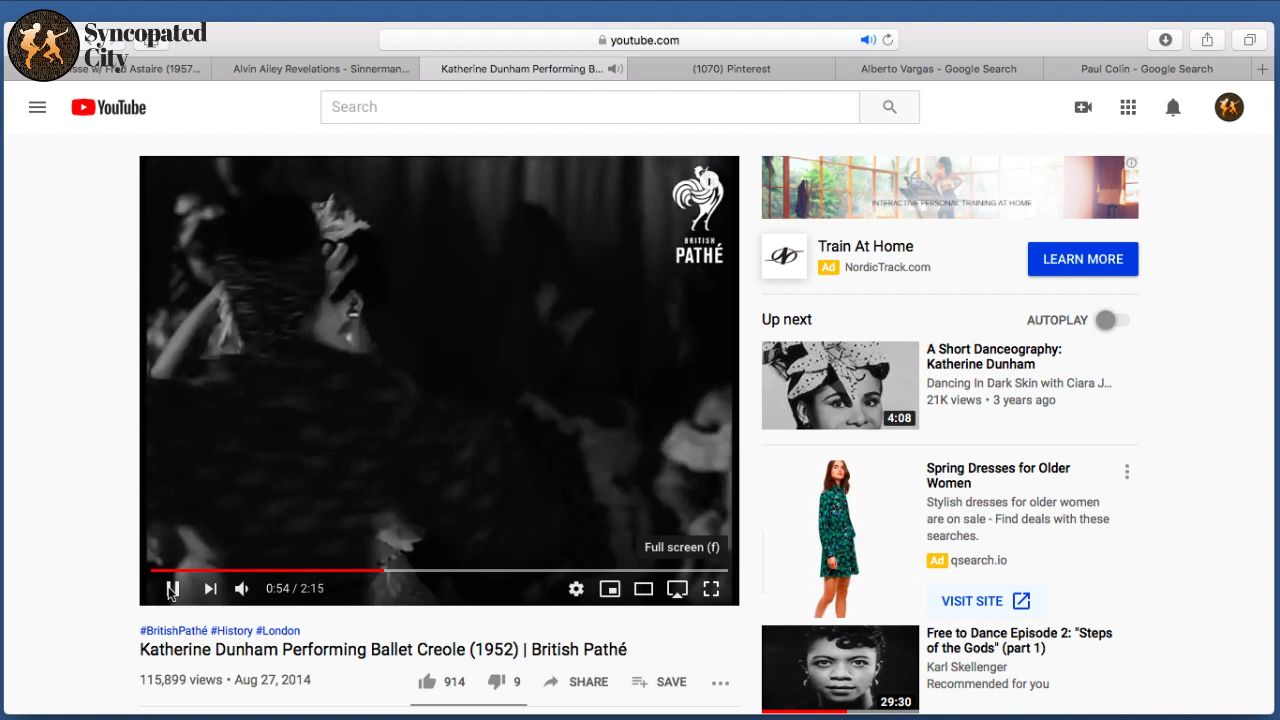 Syncopated
City
youtube.com
sse w/ Fred Astaire (1957...
Alvin Ailey Revelations - Sinnerman...
Katherine Dunham Performing B...
(1070) Pinterest
Alberto Vargas - Google Search
Paul Colin - Google Search
YouTube
Search
BRITISH
PATHÉ
INTERACTIVE PERSONAL TRAINING AT HOME
Train At Home
Ad NordicTrack.com
LEARN MORE
Up next
AUTOPLAY
A Short Danceography:
Katherine Dunham
Dancing In Dark Skin with Ciara J...
21K views • 3 years ago
4:08
Spring Dresses for Older
Women
Stylish dresses for older women
are on sale - Find deals with these
searches.
Ad qsearch.io
VISIT SITE
Free to Dance Episode 2: "Steps
of the Gods" (part 1)
Karl Skellenger
Recommended for you
29:30
Full screen (f)
0:54 / 2:15
#BritishPathé #History #London
Katherine Dunham Performing Ballet Creole (1952) | British Pathé
115,899 views • Aug 27, 2014
914
9
SHARE
SAVE